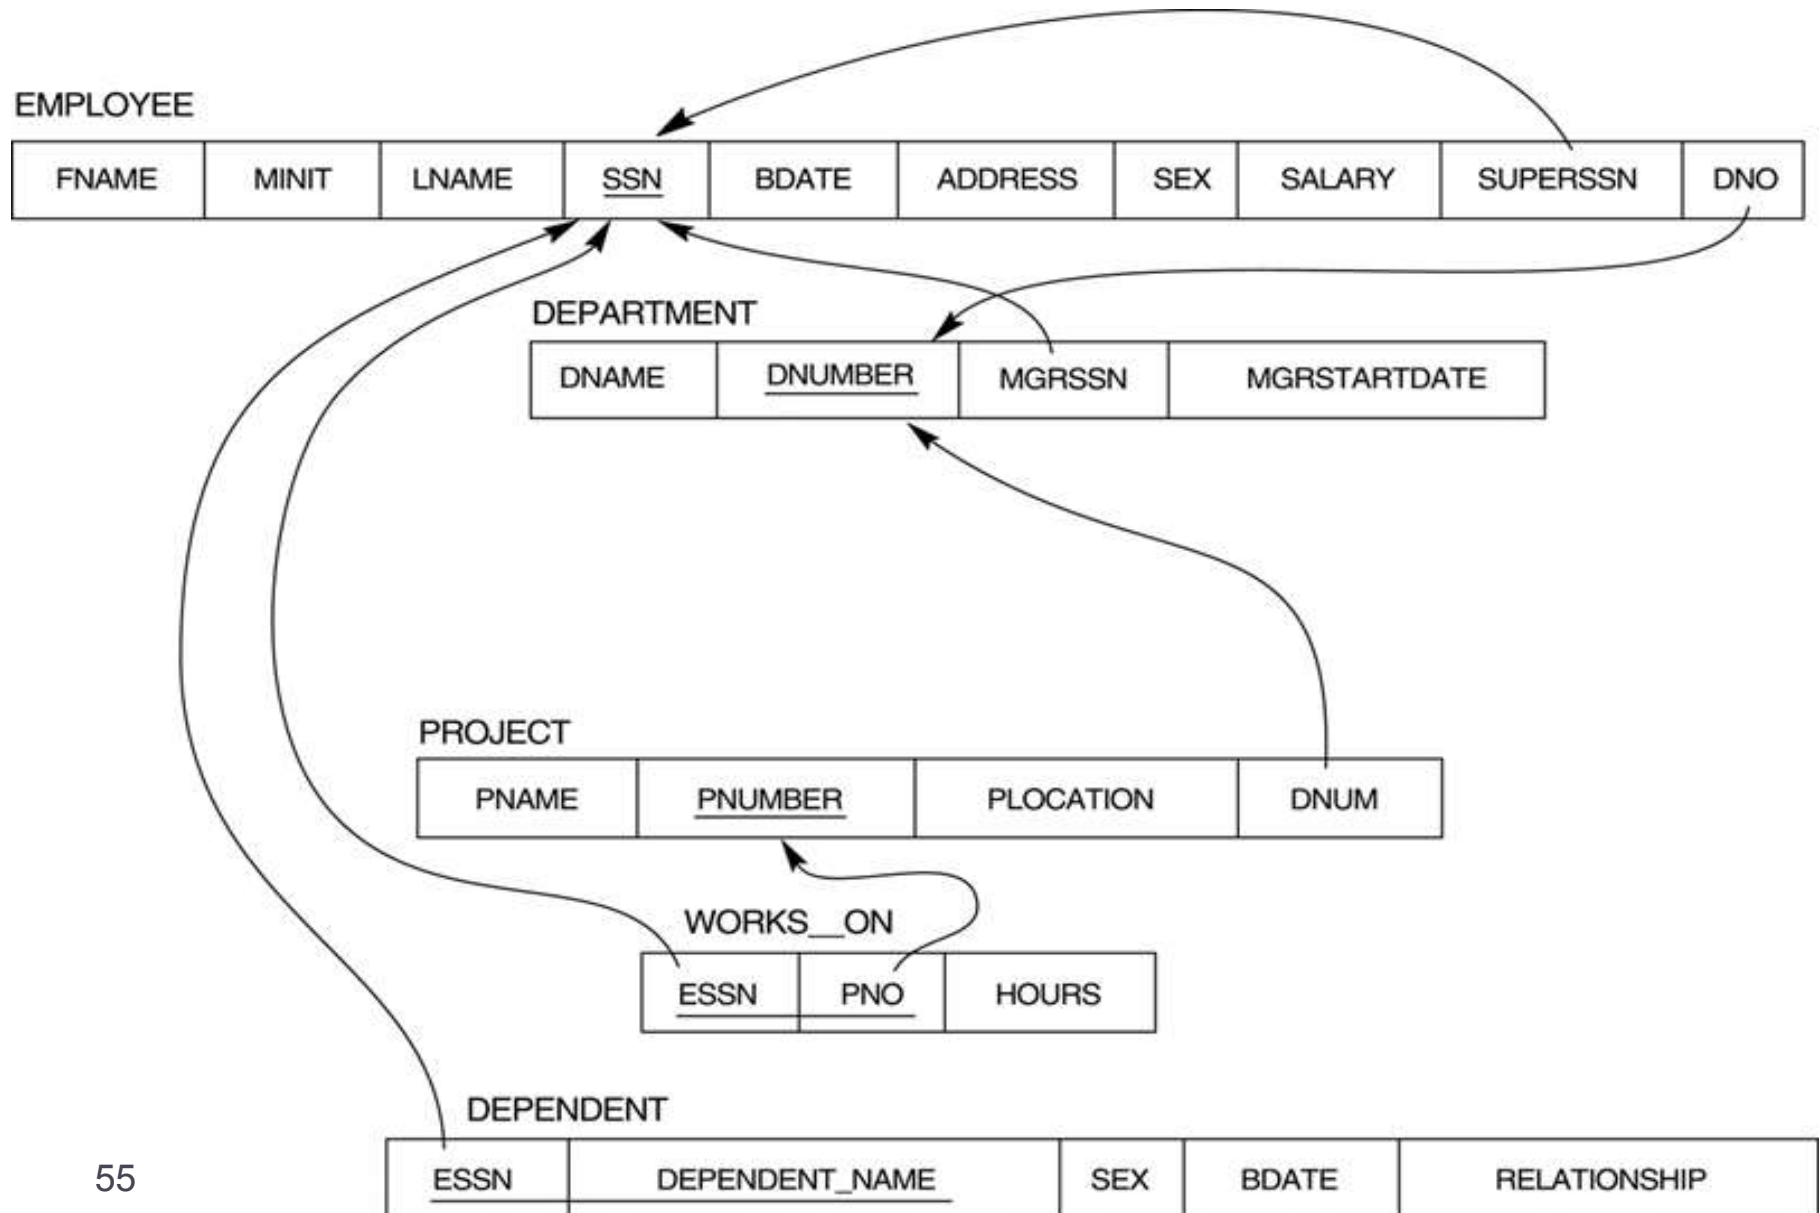 EMPLOYEE
FNAME MINIT LNAME SSN BDATE ADDRESS SEX SALARY SUPERSSN DNO
DEPARTMENT
DNAME DNUMBER MGRSSN MGRSTARTDATE
PROJECT
PNAME PNUMBER PLOCATION DNUM
WORKS__ON
ESSN PNO HOURS
DEPENDENT
ESSN DEPENDENT_NAME SEX BDATE RELATIONSHIP
55